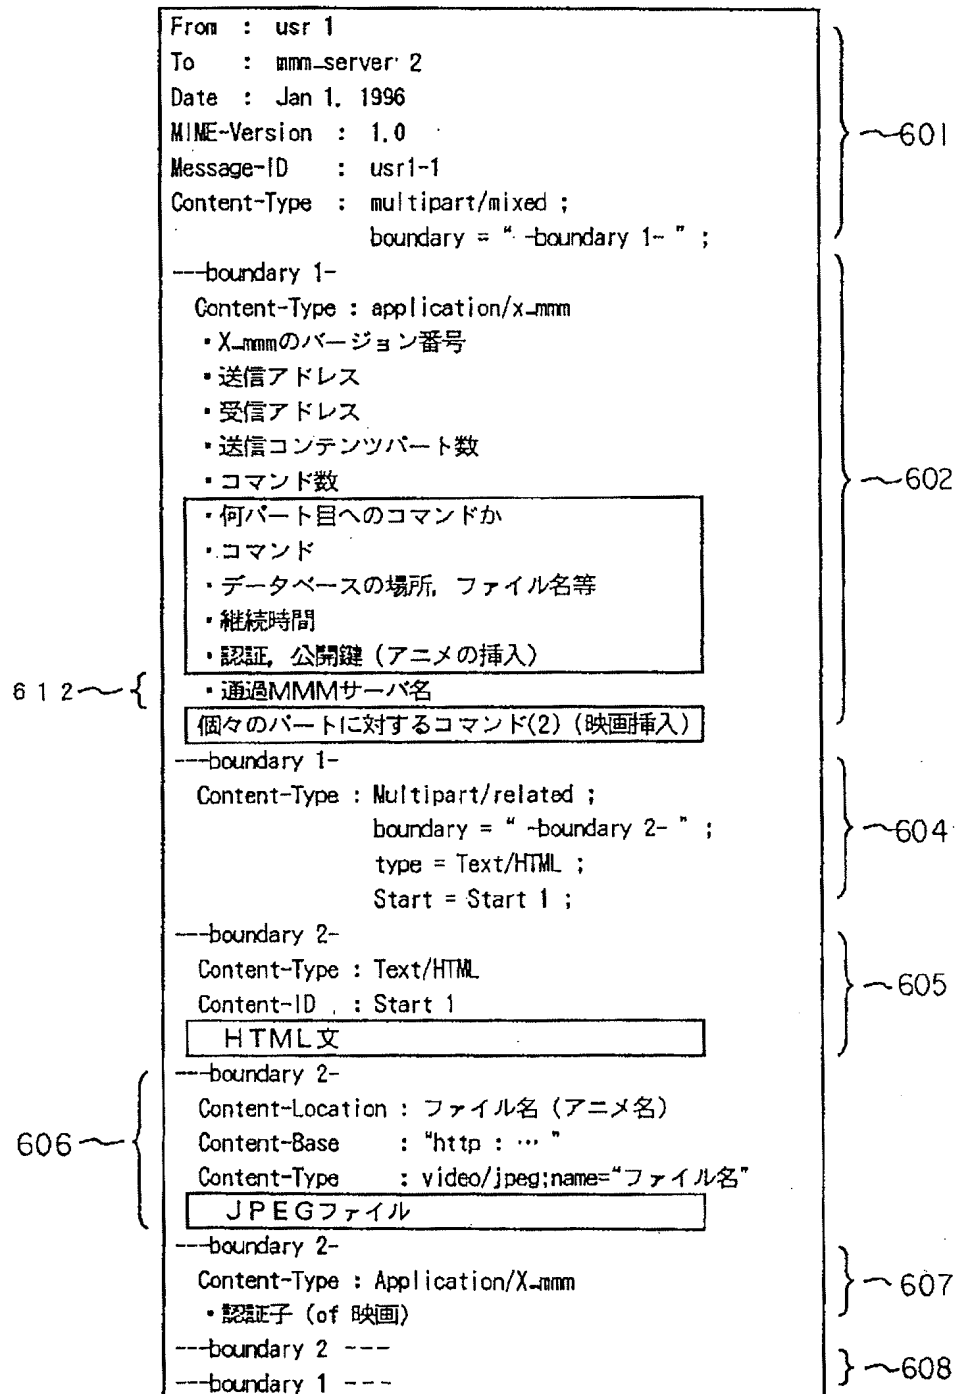 From : usr 1
To : mmm_server 2
Date : Jan 1. 1996
MIME-Version : 1.0
Message-ID : usr1-1
Content-Type : multipart/mixed ;
boundary = “ -boundary 1- ” ;
601
---boundary 1-
Content-Type : application/x_mmm
・X_mmmのバージョン番号
・送信アドレス
・受信アドレス
・送信コンテンツパート数
・コマンド数
602
・何パート目へのコマンドか
・コマンド
・データベースの場所, ファイル名等
・継続時間
・認証, 公開鍵 (アニメの挿入)
612
・通過MMMサーバ名
個々のパートに対するコマンド(2) (映画挿入)
---boundary 1-
Content-Type : Multipart/related ;
boundary = “ -boundary 2- ” ;
604
type = Text/HTML ;
Start = Start 1 ;
---boundary 2-
Content-Type : Text/HTML
605
Content-ID : Start 1
HTML文
---boundary 2-
Content-Location : ファイル名 (アニメ名)
606
Content-Base : “http : … ”
Content-Type : video/jpeg;name=“ファイル名”
JPEGファイル
---boundary 2-
Content-Type : Application/X_mmm
607
・認証子 (of 映画)
---boundary 2 ---
608
---boundary 1 ---